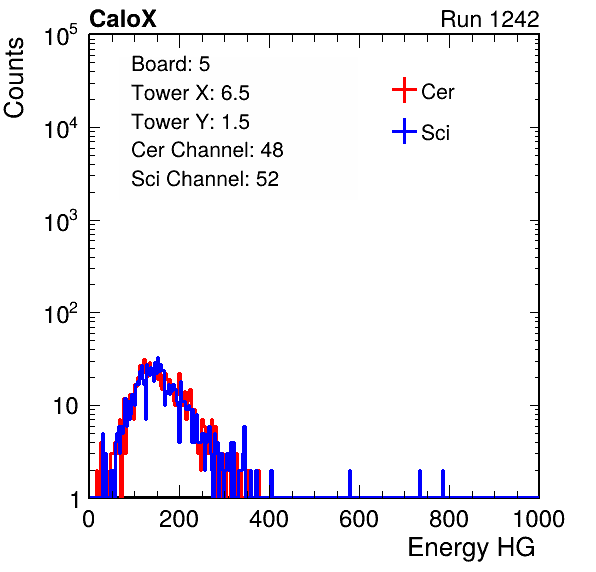 CaloX Run 1242
Counts
10^5
10^4
10^3
10^2
10
1
Board: 5
Tower X: 6.5
Tower Y: 1.5
Cer Channel: 48
Sci Channel: 52
Cer
Sci
0 200 400 600 800 1000
Energy HG